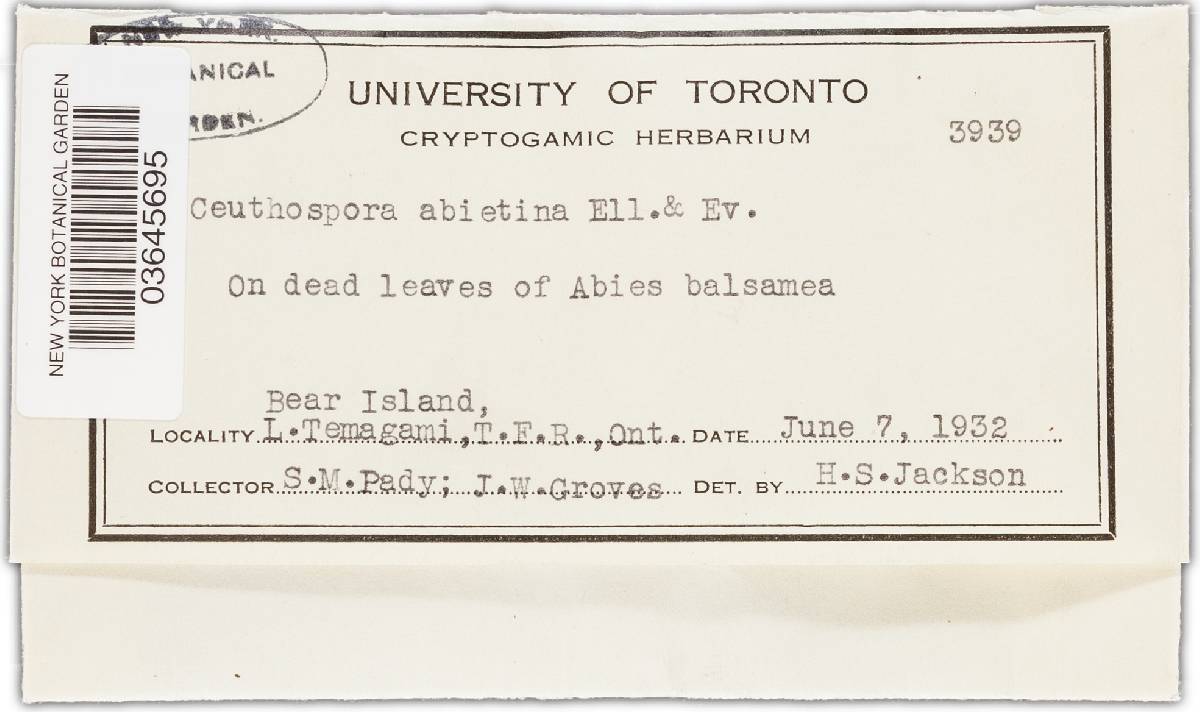 NEW YORK
ANICAL
RDEN.
NEW YORK BOTANICAL GARDEN
03645695
UNIVERSITY OF TORONTO
CRYPTOGAMIC HERBARIUM
3939
Ceuthospora abietina Ell.& Ev.
On dead leaves of Abies balsamea
Bear Island,
LOCALITY L.Temagami,T.F.R.,Ont. DATE June 7, 1932
COLLECTOR S.M.Pady; J.W.Groves DET. BY H.S.Jackson